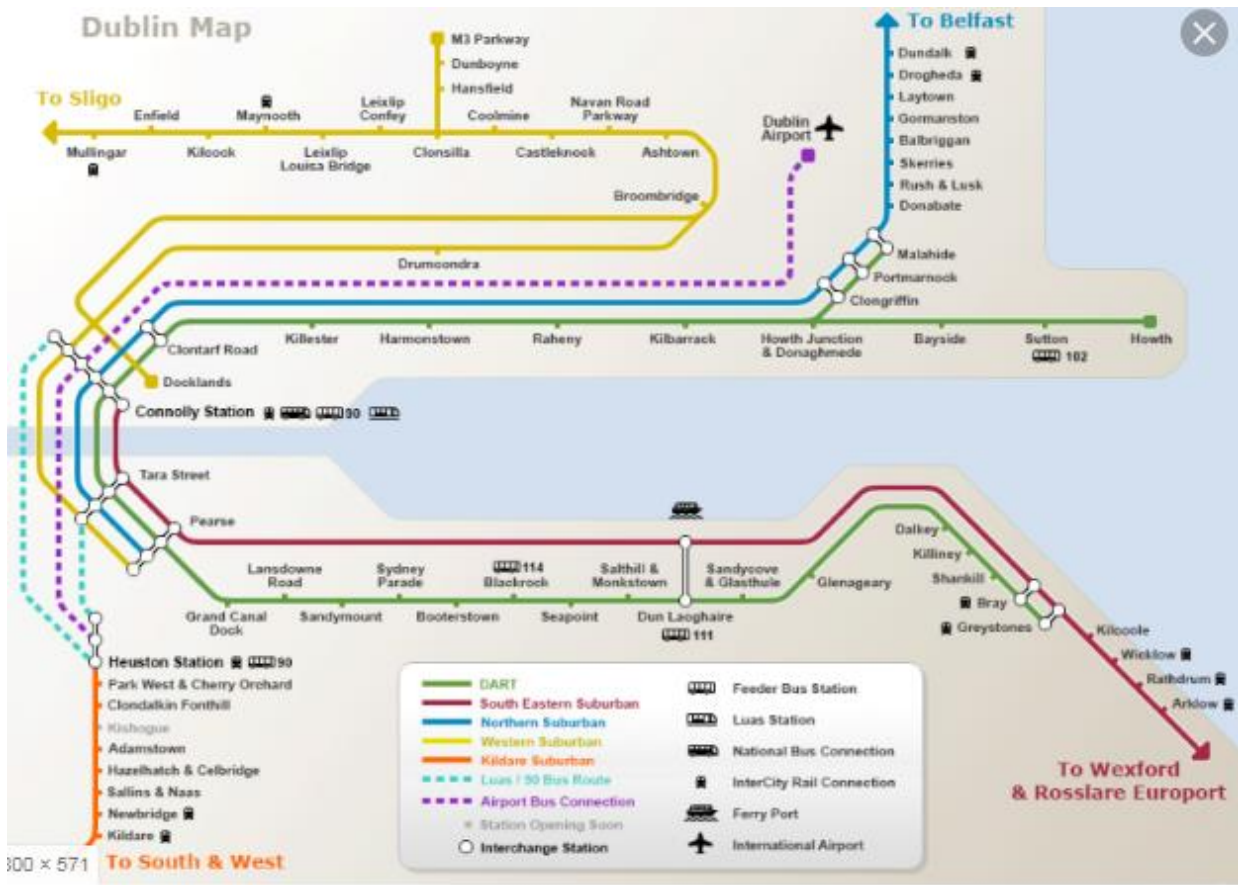 Dublin Map
To Belfast
M3 Parkway
Dunboyne
Hansfield
To Sligo
Enfield
Maynooth
Leixlip
Confey
Coolmine
Navan Road
Parkway
Mullingar
Kilcock
Leixlip
Louisa Bridge
Clonsilla
Castleknock
Ashtown
Broombridge
Drumcondra
Dublin
Airport
Dundalk
Drogheda
Laytown
Gormanston
Balbriggan
Skerries
Rush & Lusk
Donabate
Malahide
Portmarnock
Clongriffin
Clontarf Road
Killester
Harmonstown
Raheny
Kilbarrack
Howth Junction
& Donaghmede
Bayside
Sutton
102
Howth
Docklands
Connolly Station 90
Tara Street
Pearse
Lansdowne
Road
Sydney
Parade
114
Blackrock
Salthill &
Monkstown
Sandycove
& Glasthule
Glenageary
Grand Canal
Dock
Sandymount
Booterstown
Seapoint
Dun Laoghaire
111
Dalkey
Killiney
Shankill
Bray
Greystones
Kilcoole
Wicklow
Rathdrum
Arklow
To Wexford
& Rosslare Europort
Heuston Station 90
Park West & Cherry Orchard
Clondalkin Fonthill
Kishogue
Adamstown
Hazelhatch & Celbridge
Sallins & Naas
Newbridge
Kildare
To South & West
DART
South Eastern Suburban
Northern Suburban
Western Suburban
Kildare Suburban
Luas / 90 Bus Route
Airport Bus Connection
Station Opening Soon
Interchange Station
Feeder Bus Station
Luas Station
National Bus Connection
InterCity Rail Connection
Ferry Port
International Airport
800 × 571